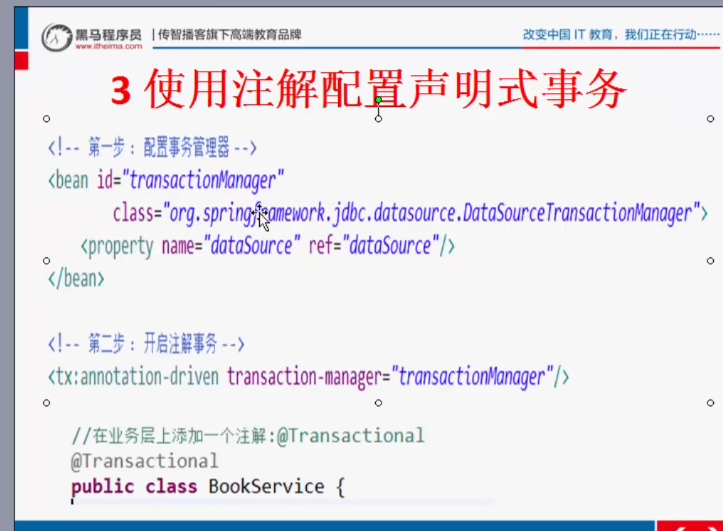 黑马程序员 | 传智播客旗下高端教育品牌
www.itheima.com
改变中国 IT 教育，我们正在行动……
3 使用注解配置声明式事务
<!-- 第一步：配置事务管理器 -->
<bean id="transactionManager"
class="org.springframework.jdbc.datasource.DataSourceTransactionManager">
<property name="dataSource" ref="dataSource"/>
</bean>
<!-- 第二步：开启注解事务 -->
<tx:annotation-driven transaction-manager="transactionManager"/>
//在业务层上添加一个注解:@Transactional
@Transactional
public class BookService {